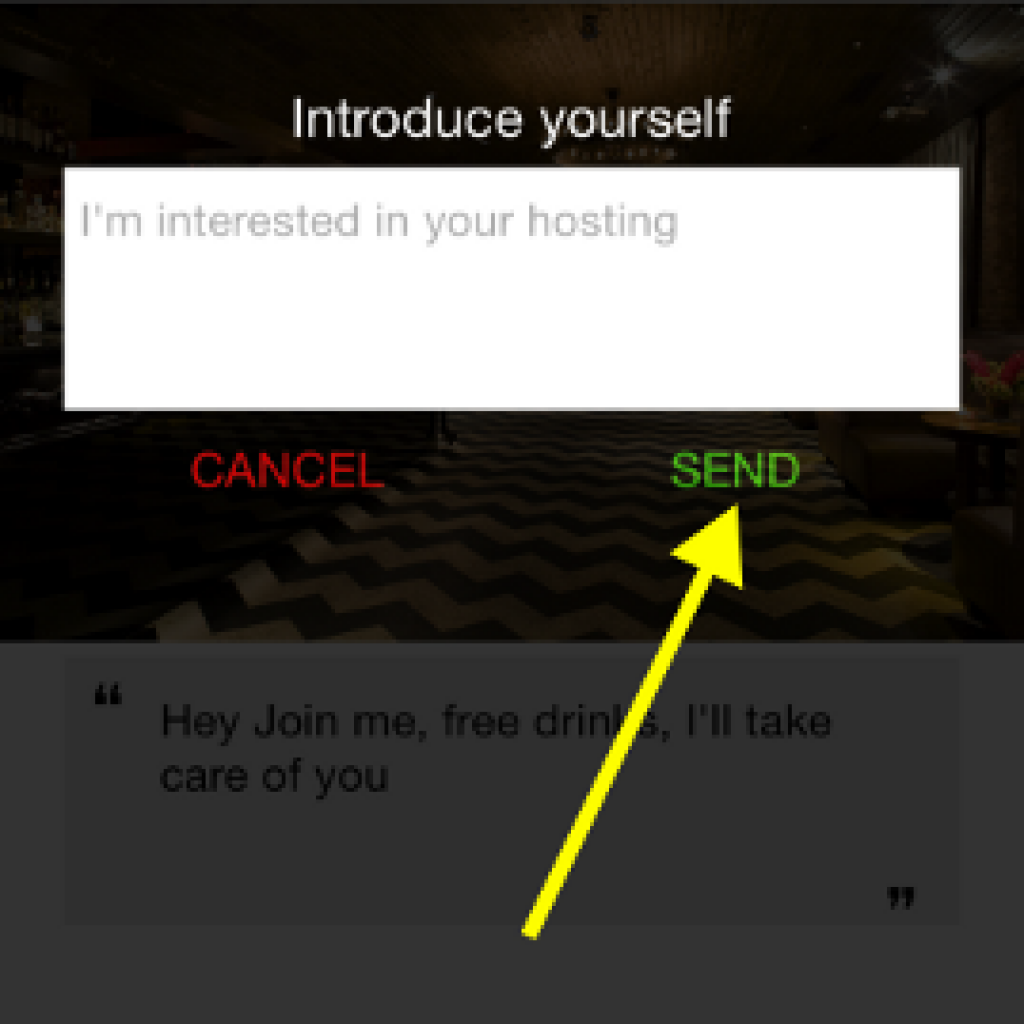 Introduce yourself
I'm interested in your hosting
CANCEL SEND
“
Hey Join me, free drinks, I'll take
care of you
”